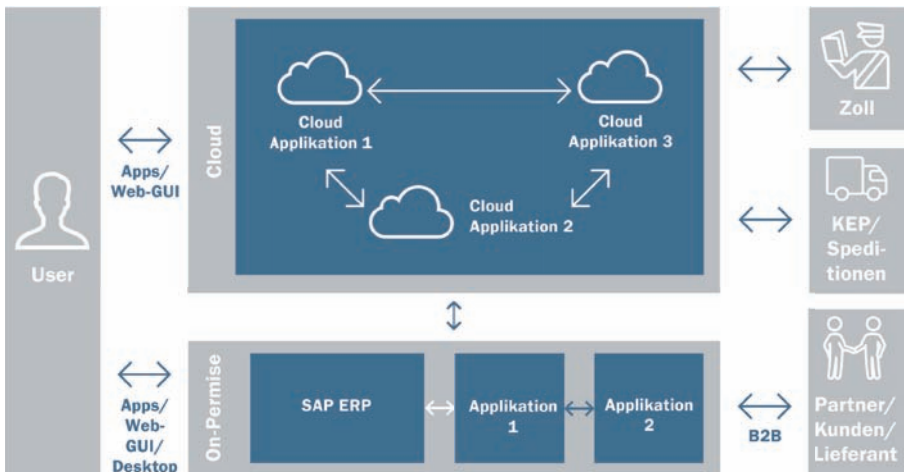 User
Apps/
Web-GUI
Apps/
Web-
GUI/
Desktop
Cloud
Cloud
Applikation 1
Cloud
Applikation 3
Cloud
Applikation 2
On-Permise
SAP ERP
Applikation
1
Applikation
2
B2B
Zoll
KEP/
Spedi-
tionen
Partner/
Kunden/
Lieferant